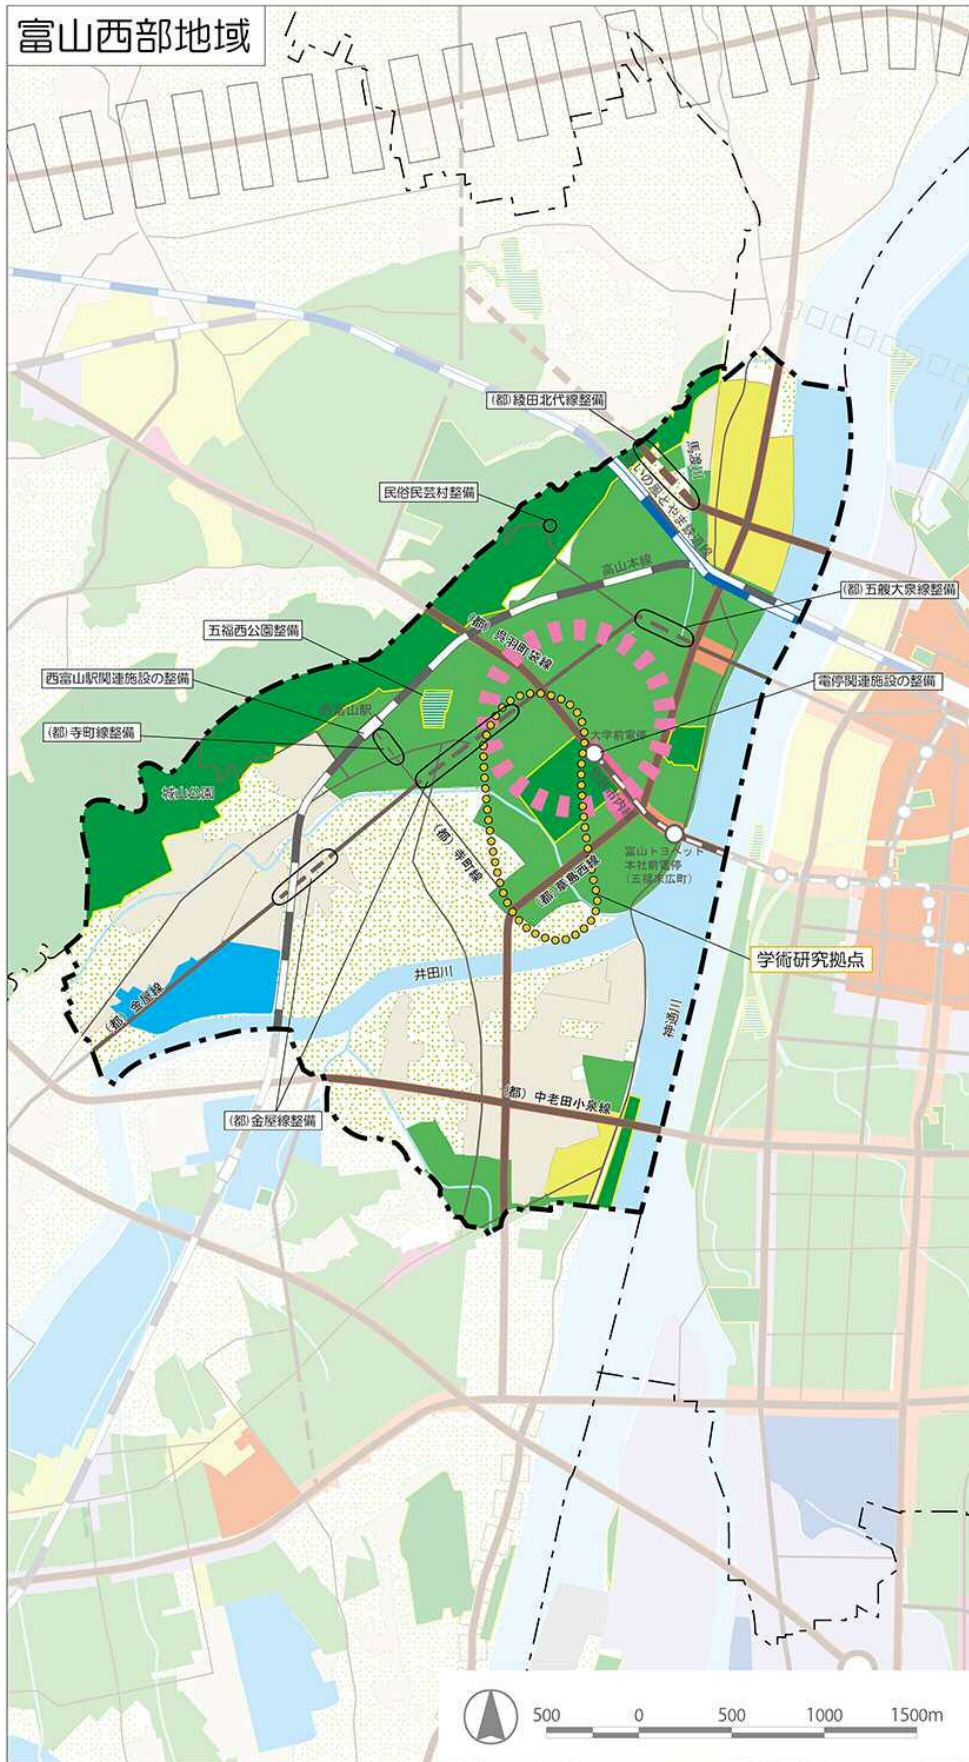 富山西部地域
(都)綾田北代線整備
馬渡川
民俗民芸村整備
いの風とやま鉄道線
高山本線
(都)五艘大泉線整備
五福西公園整備
(都)呉羽町袋線
西富山駅関連施設の整備
電停関連施設の整備
西富山駅
(都)寺町線整備
大学前電停
城山公園
市内
(都)寺町線
富山トヨペット
本社前電停
(五福末広町)
(都)草島西線
学術研究拠点
井田川
神通川
(都)金屋線
(都)中老田小泉線
(都)金屋線整備
500 0 500 1000 1500m